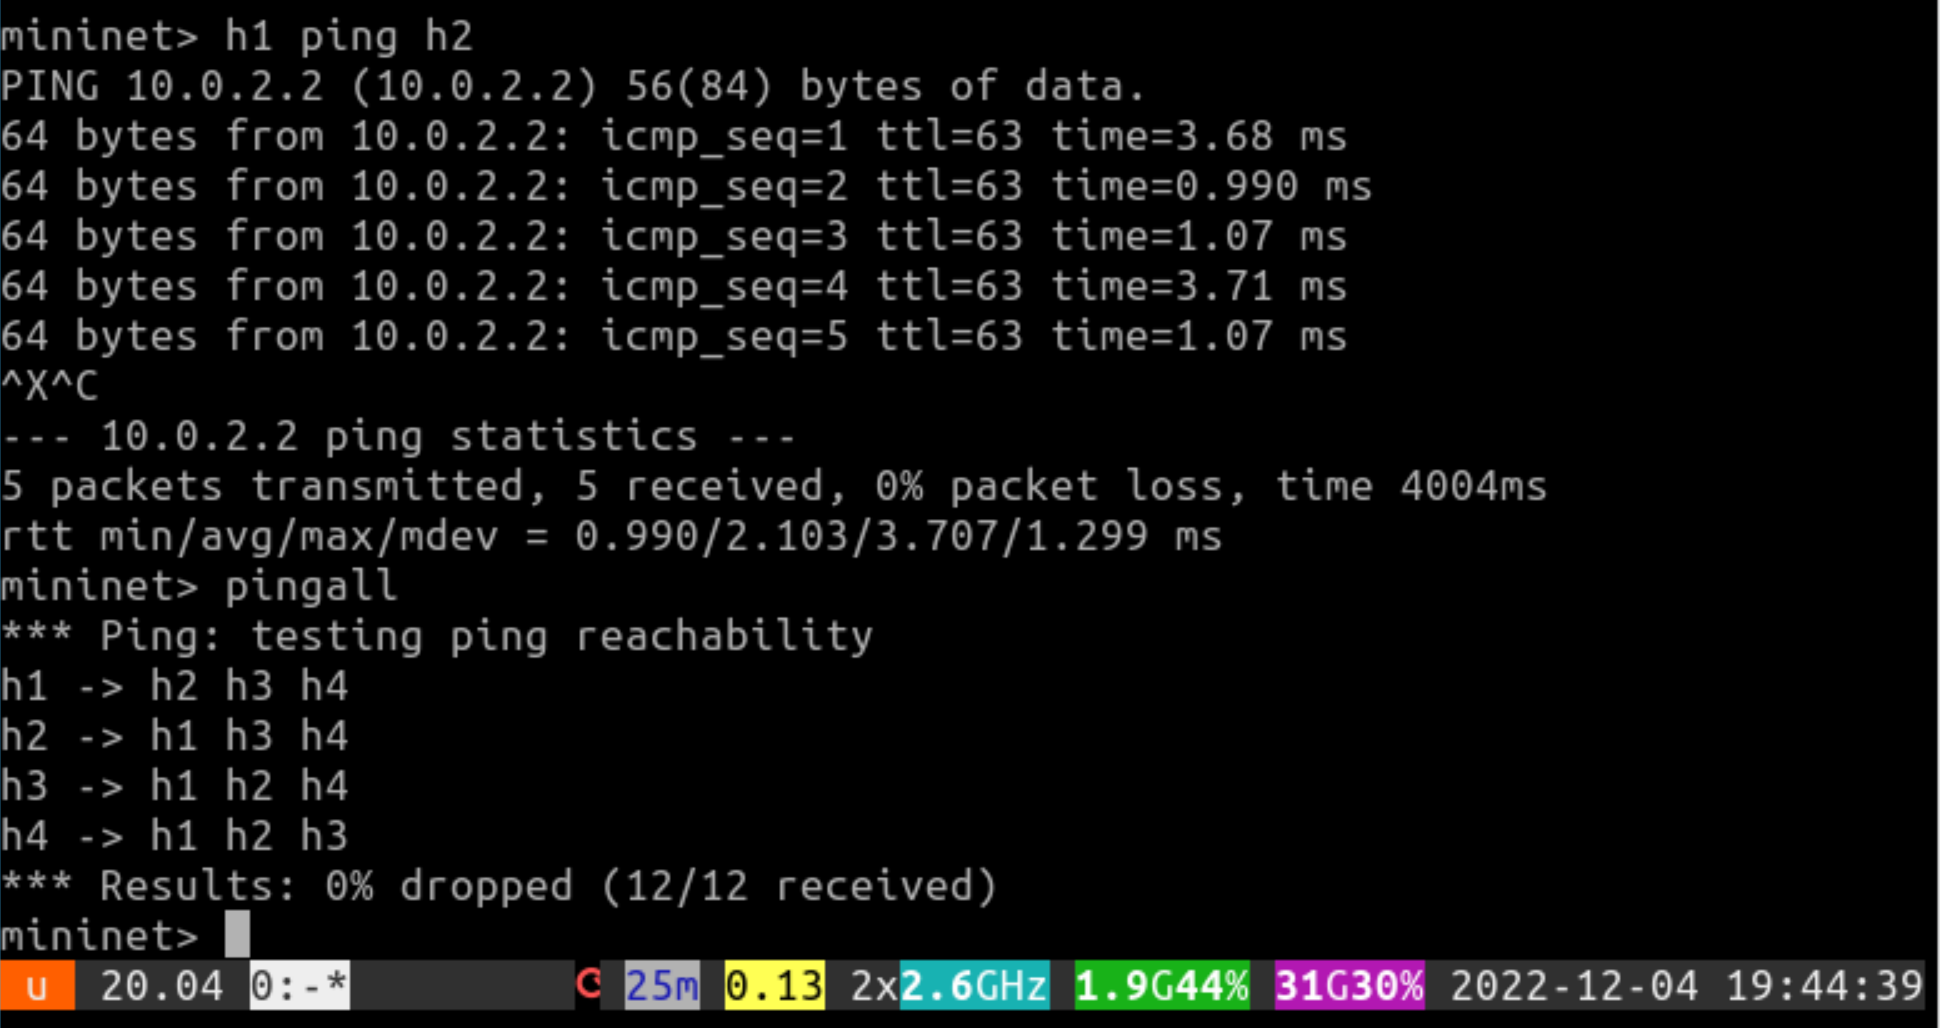 mininet> h1 ping h2
PING 10.0.2.2 (10.0.2.2) 56(84) bytes of data.
64 bytes from 10.0.2.2: icmp_seq=1 ttl=63 time=3.68 ms
64 bytes from 10.0.2.2: icmp_seq=2 ttl=63 time=0.990 ms
64 bytes from 10.0.2.2: icmp_seq=3 ttl=63 time=1.07 ms
64 bytes from 10.0.2.2: icmp_seq=4 ttl=63 time=3.71 ms
64 bytes from 10.0.2.2: icmp_seq=5 ttl=63 time=1.07 ms
^X^C
--- 10.0.2.2 ping statistics ---
5 packets transmitted, 5 received, 0% packet loss, time 4004ms
rtt min/avg/max/mdev = 0.990/2.103/3.707/1.299 ms
mininet> pingall
*** Ping: testing ping reachability
h1 -> h2 h3 h4
h2 -> h1 h3 h4
h3 -> h1 h2 h4
h4 -> h1 h2 h3
*** Results: 0% dropped (12/12 received)
mininet>
u 20.04 0:-* 25m 0.13 2x2.6GHz 1.9G44% 31G30% 2022-12-04 19:44:39